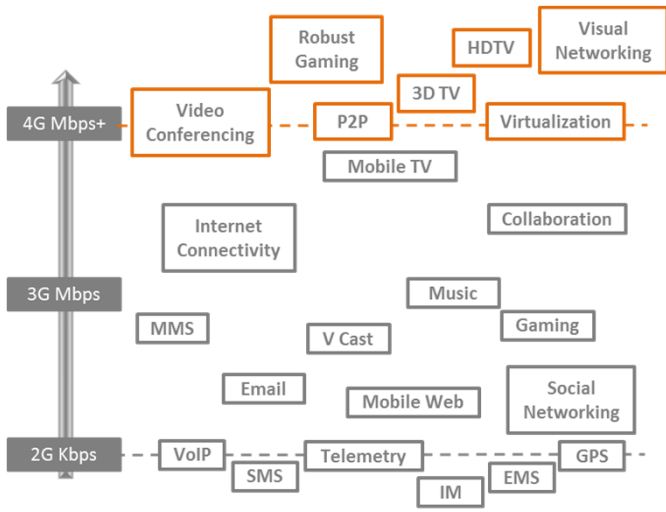 Robust
Gaming
HDTV
Visual
Networking
3D TV
4G Mbps+
Video
Conferencing
P2P
Virtualization
Mobile TV
Internet
Connectivity
Collaboration
3G Mbps
Music
MMS
V Cast
Gaming
Email
Mobile Web
Social
Networking
2G Kbps
VoIP
Telemetry
GPS
SMS
IM
EMS